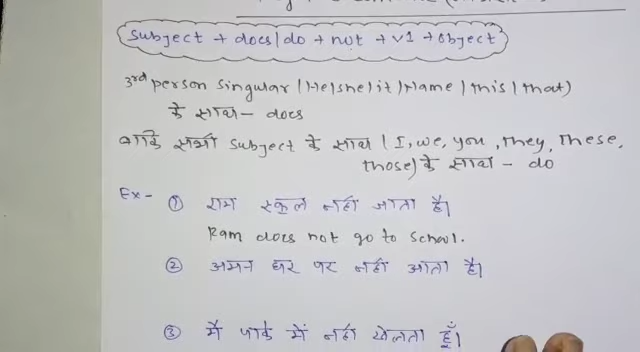 Subject + does/do + not + v1 + object
3rd person singular (He/she/it/Name/this/that)
के साथ - does
बाकि सभी subject के साथ (I, we, you, they, these,
those) के साथ - do
Ex- ① राम स्कूल नहीं जाता है।
Ram does not go to school.
② अमन घर पर नहीं आता है।
③ मैं पार्क में नहीं खेलता हूँ।